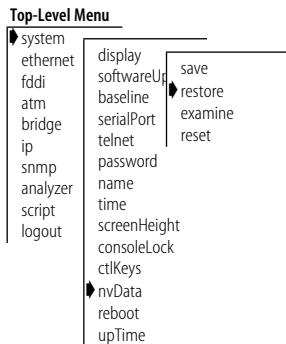 Top-Level Menu
system
ethernet
fddi
atm
bridge
ip
snmp
analyzer
script
logout
display
softwareUp
baseline
serialPort
telnet
password
name
time
screenHeight
consoleLock
ctlKeys
nvData
reboot
upTime
save
restore
examine
reset